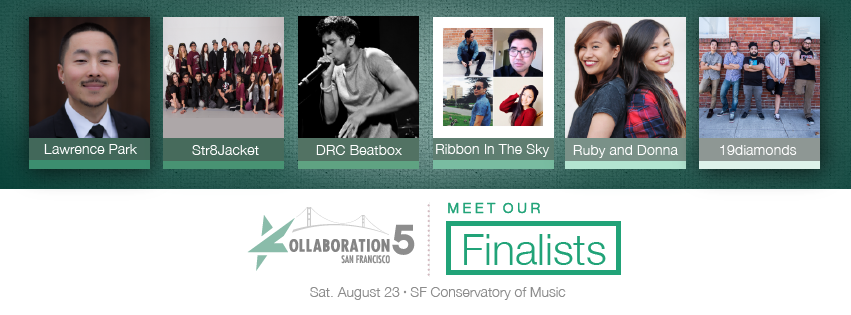 Lawrence Park
Str8Jacket
DRC Beatbox
Ribbon In The Sky
Ruby and Donna
19diamonds
OLLABORATION 5
SAN FRANCISCO
MEET OUR
Finalists
Sat. August 23 · SF Conservatory of Music